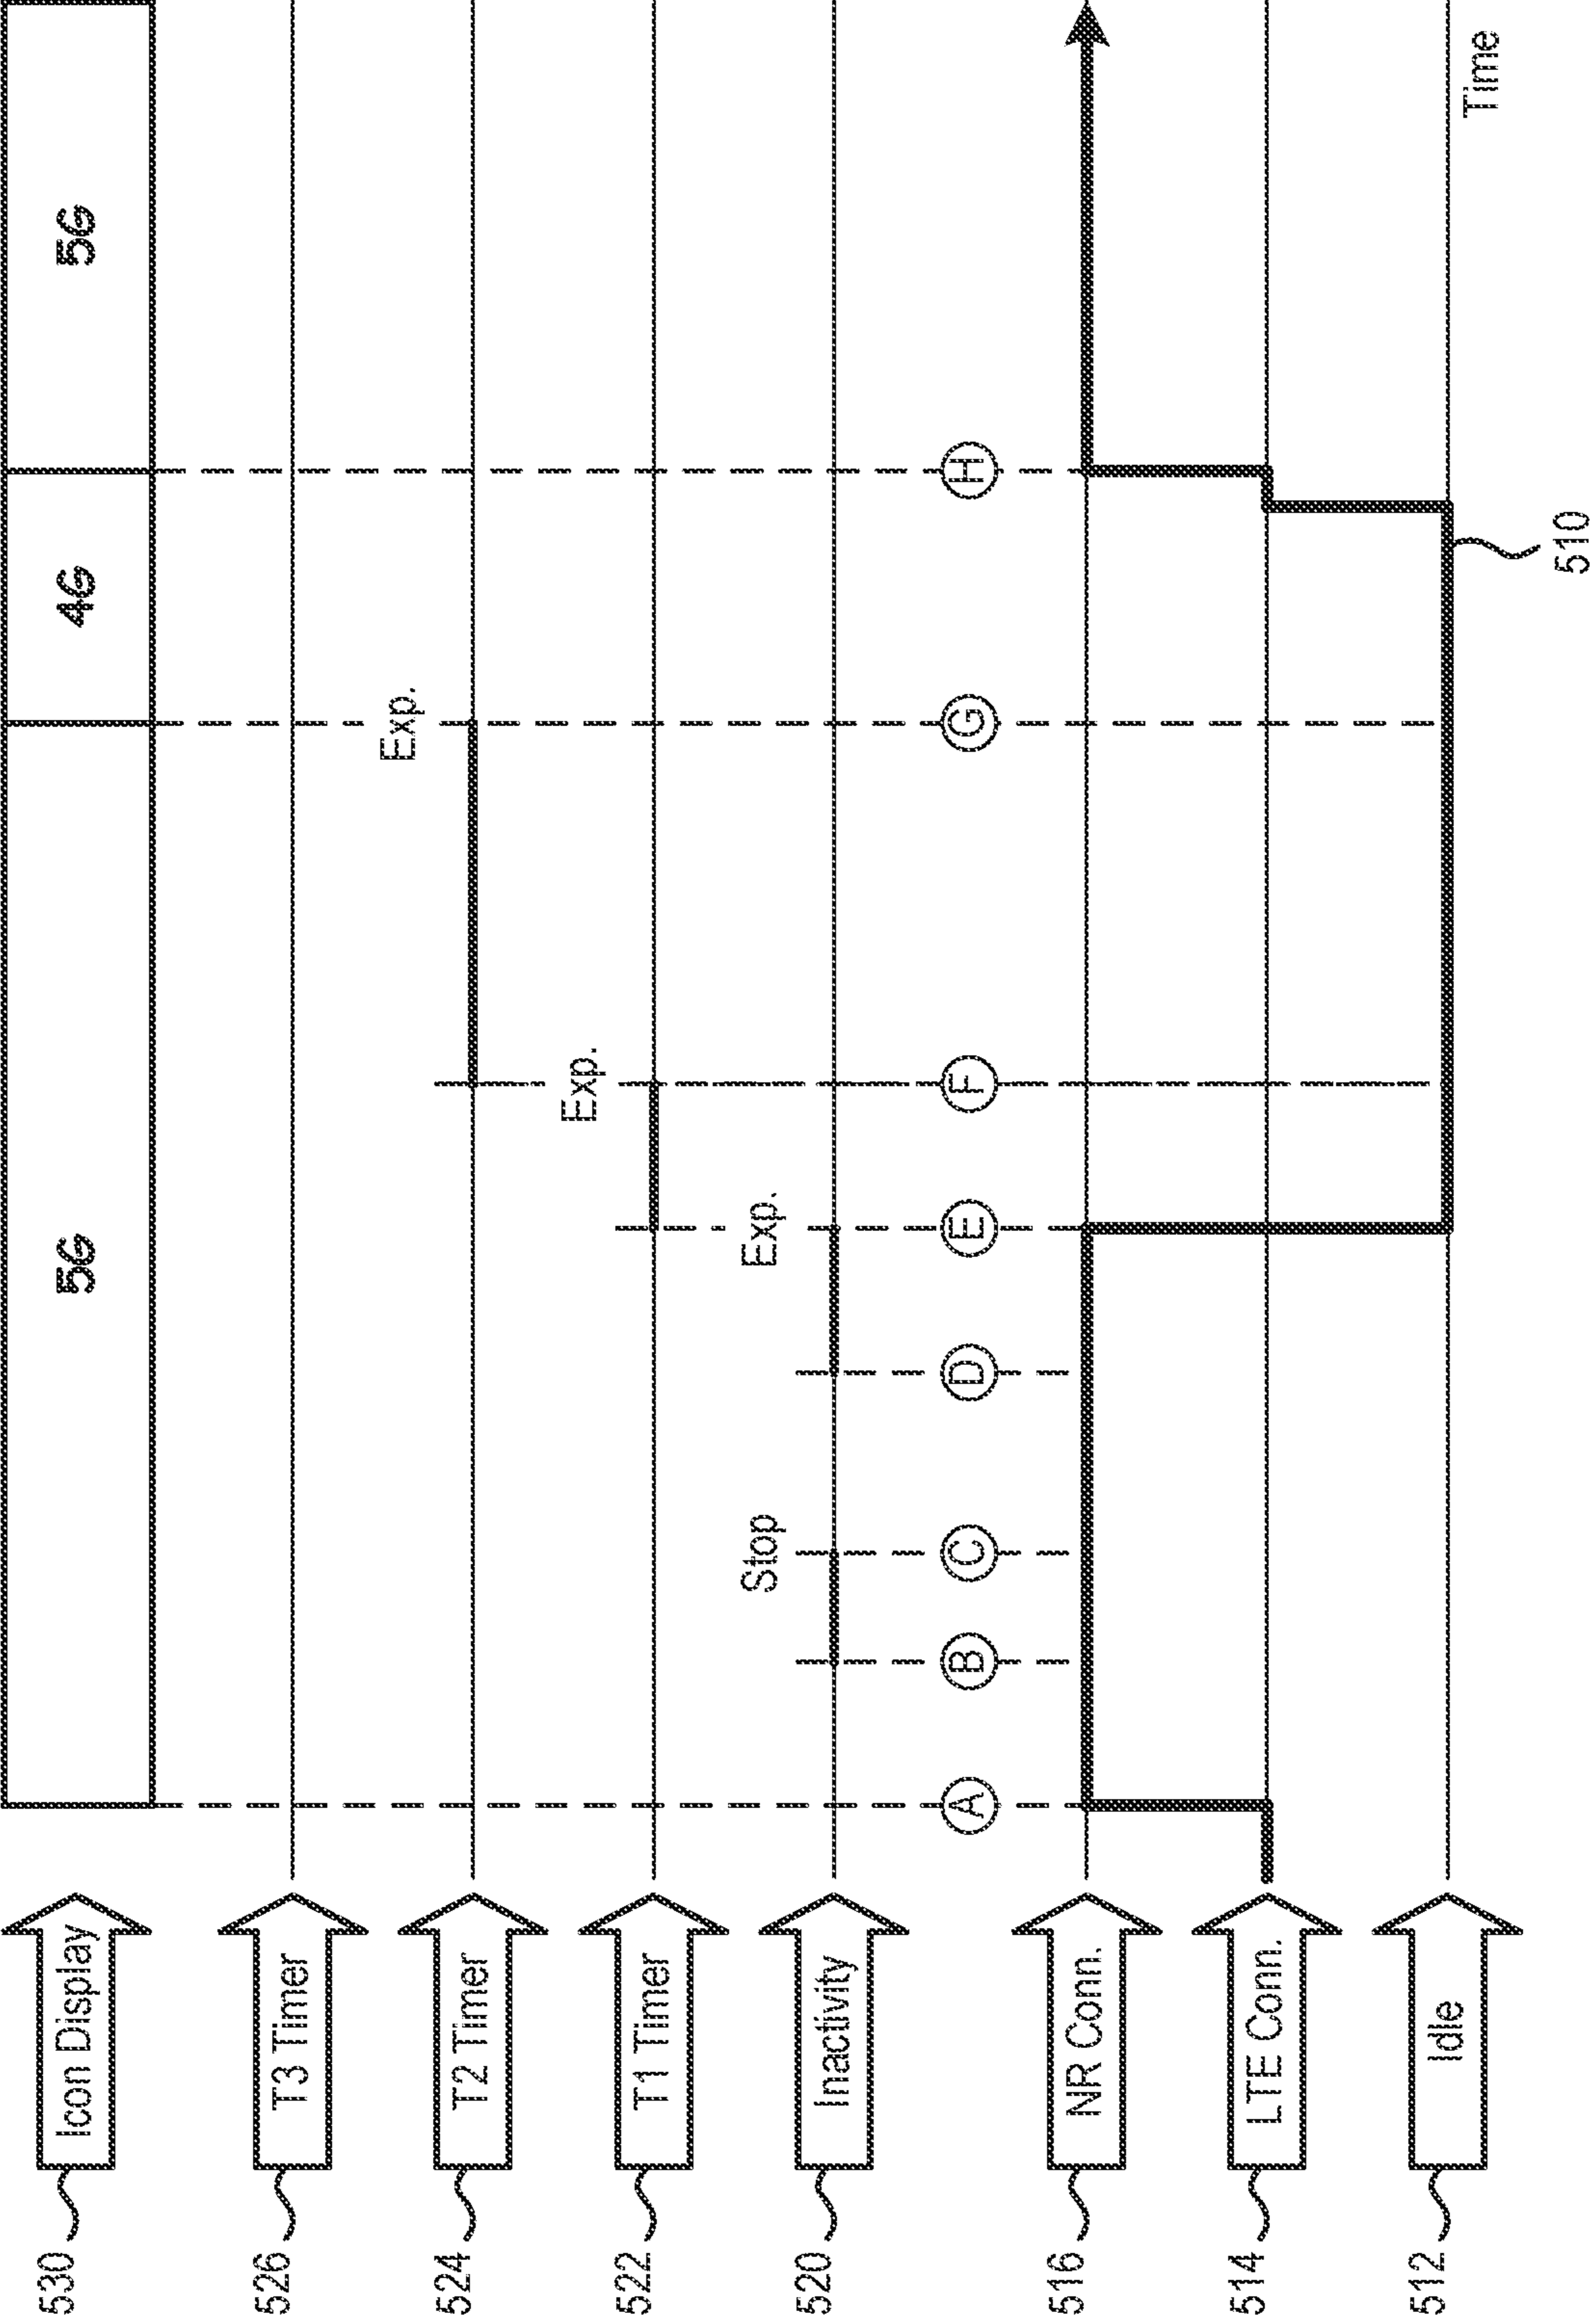 530 Icon Display 5G 4G 5G
526 T3 Timer
524 T2 Timer Exp.
522 T1 Timer Exp.
520 Inactivity Stop Exp.
A B C D E F G H
516 NR Conn.
514 LTE Conn.
512 Idle
Time
510